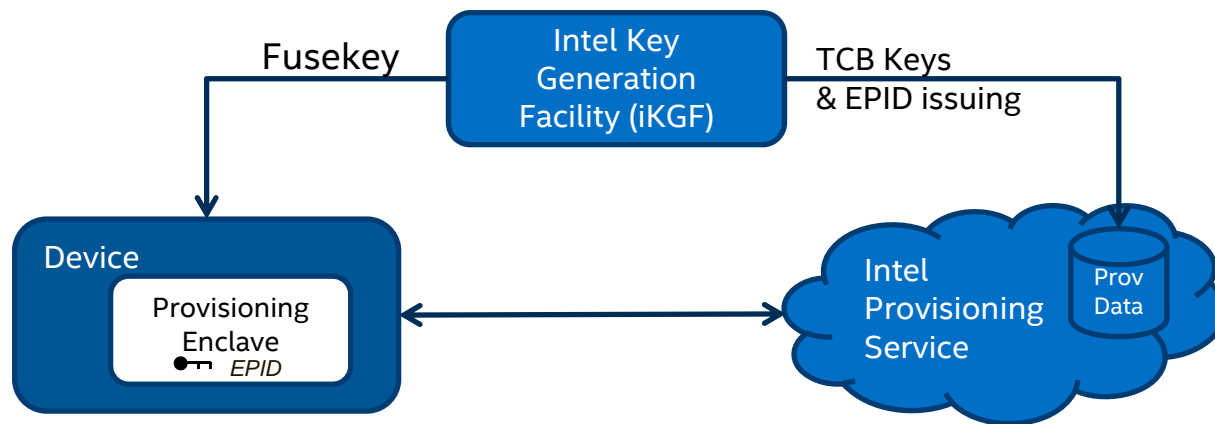 Fusekey
Intel Key
Generation
Facility (iKGF)
TCB Keys
& EPID issuing
Device
Provisioning
Enclave
EPID
Intel
Provisioning
Service
Prov
Data